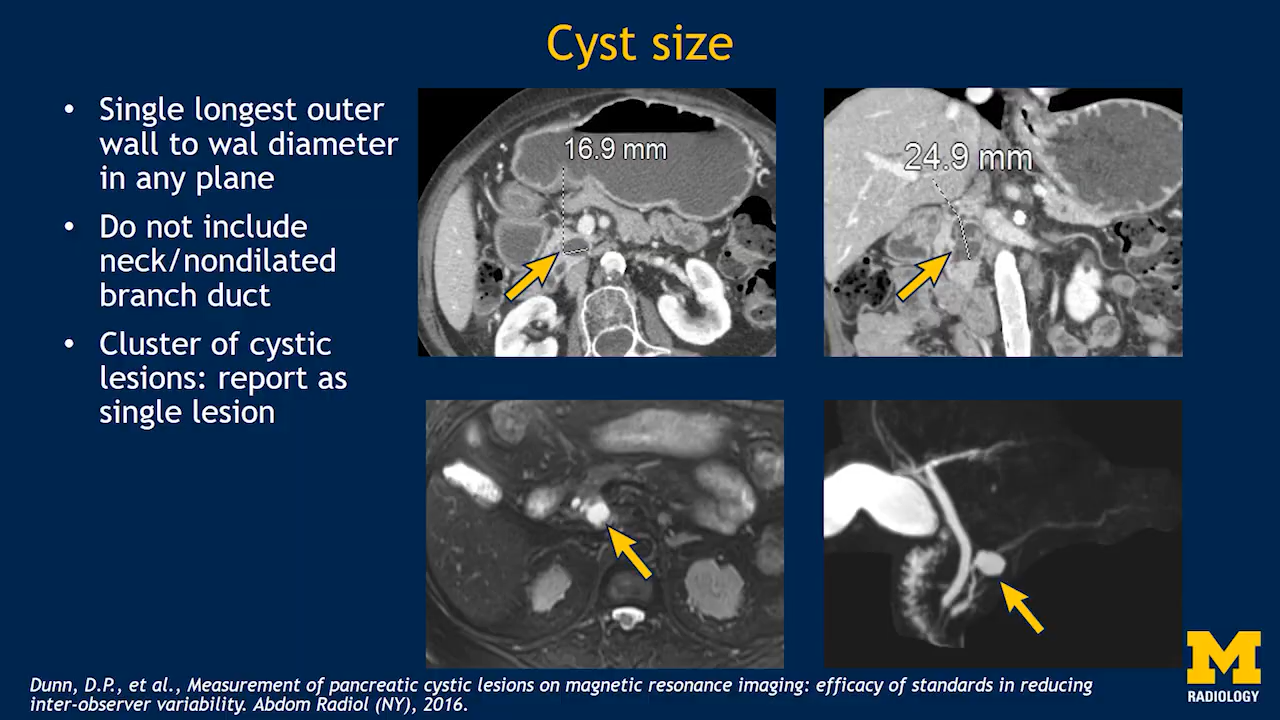 Cyst size
• Single longest outer
wall to wal diameter
in any plane
• Do not include
neck/nondilated
branch duct
• Cluster of cystic
lesions: report as
single lesion
16.9 mm
24.9 mm
M
RADIOLOGY
Dunn, D.P., et al., Measurement of pancreatic cystic lesions on magnetic resonance imaging: efficacy of standards in reducing
inter-observer variability. Abdom Radiol (NY), 2016.